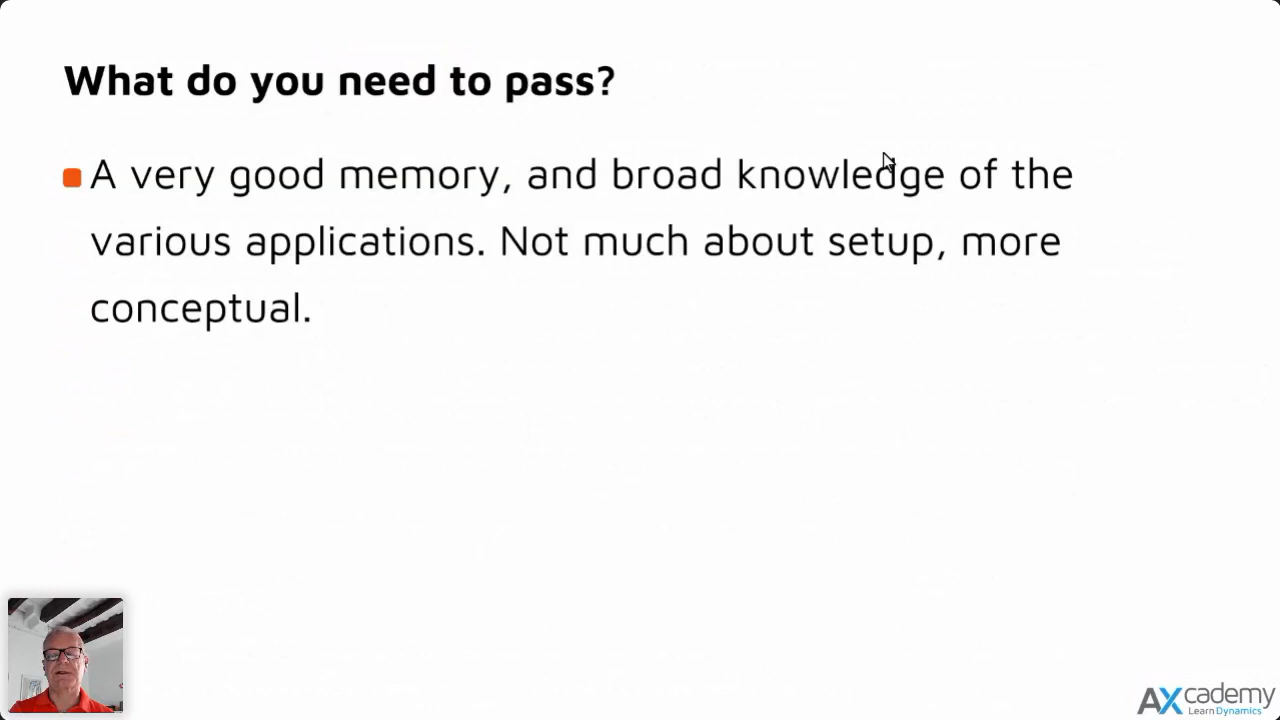 What do you need to pass?
A very good memory, and broad knowledge of the
various applications. Not much about setup, more
conceptual.
AXcademy
Learn Dynamics